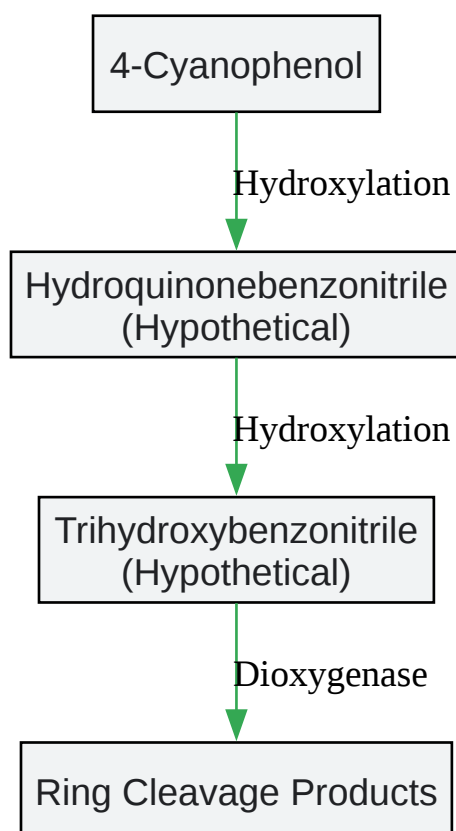 4-Cyanophenol
Hydroxylation
Hydroquinonebenzonitrile
(Hypothetical)
Hydroxylation
Trihydroxybenzonitrile
(Hypothetical)
Dioxygenase
Ring Cleavage Products